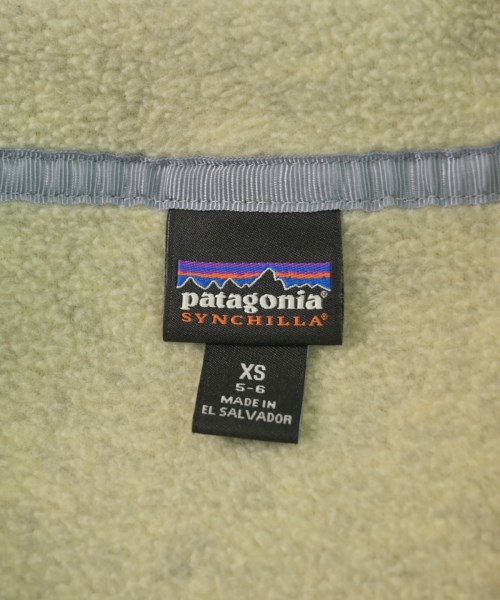 patagonia®
SYNCHILLA®
XS
5-6
MADE IN
EL SALVADOR